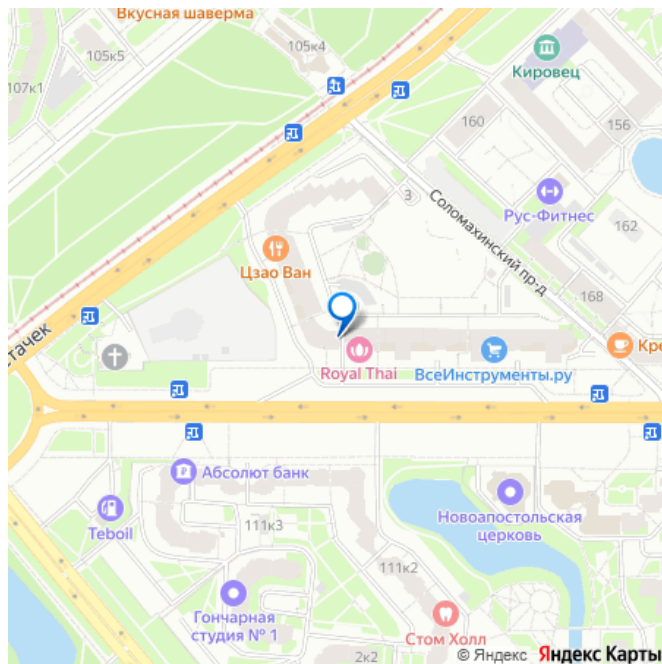 Вкусная шаверма
105к4
105к5
107к1
Кировец
160
156
3
Соломахинский пр-д
Рус-Фитнес
162
Цзао Ван
168
Стачек
Royal Thai
ВсеИнструменты.ру
Кре
Абсолют банк
Teboil
111к3
Новоапостольская
церковь
111к2
Гончарная
студия № 1
Стом Холл
2к2
© Яндекс Яндекс Карты